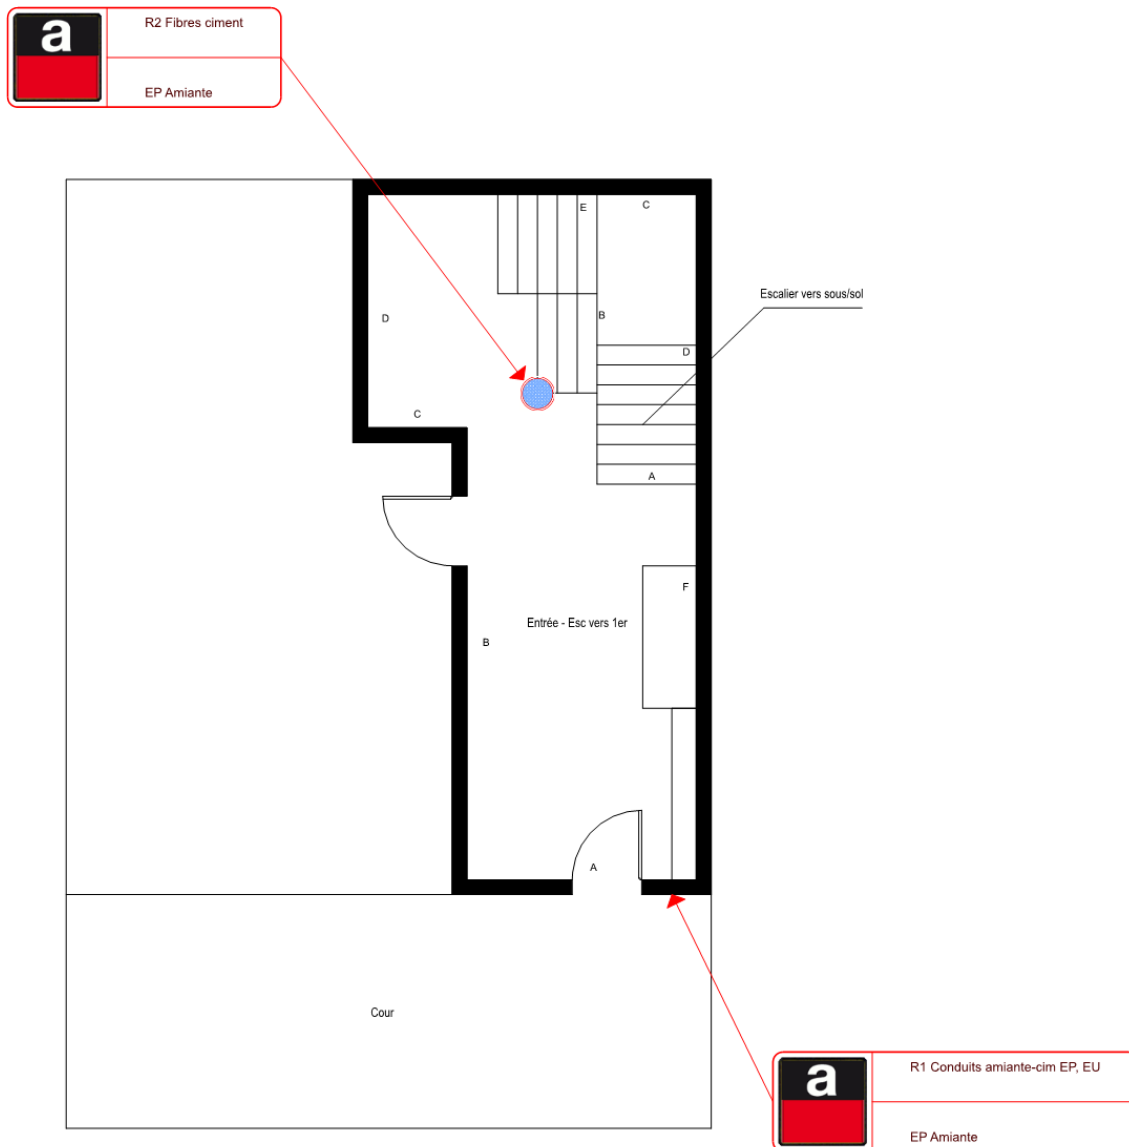 a
R2 Fibres ciment
EP Amiante
E
C
Escalier vers sous/sol
D
B
D
C
A
F
Entrée - Esc vers 1er
B
A
Cour
a
R1 Conduits amiante-cim EP, EU
EP Amiante